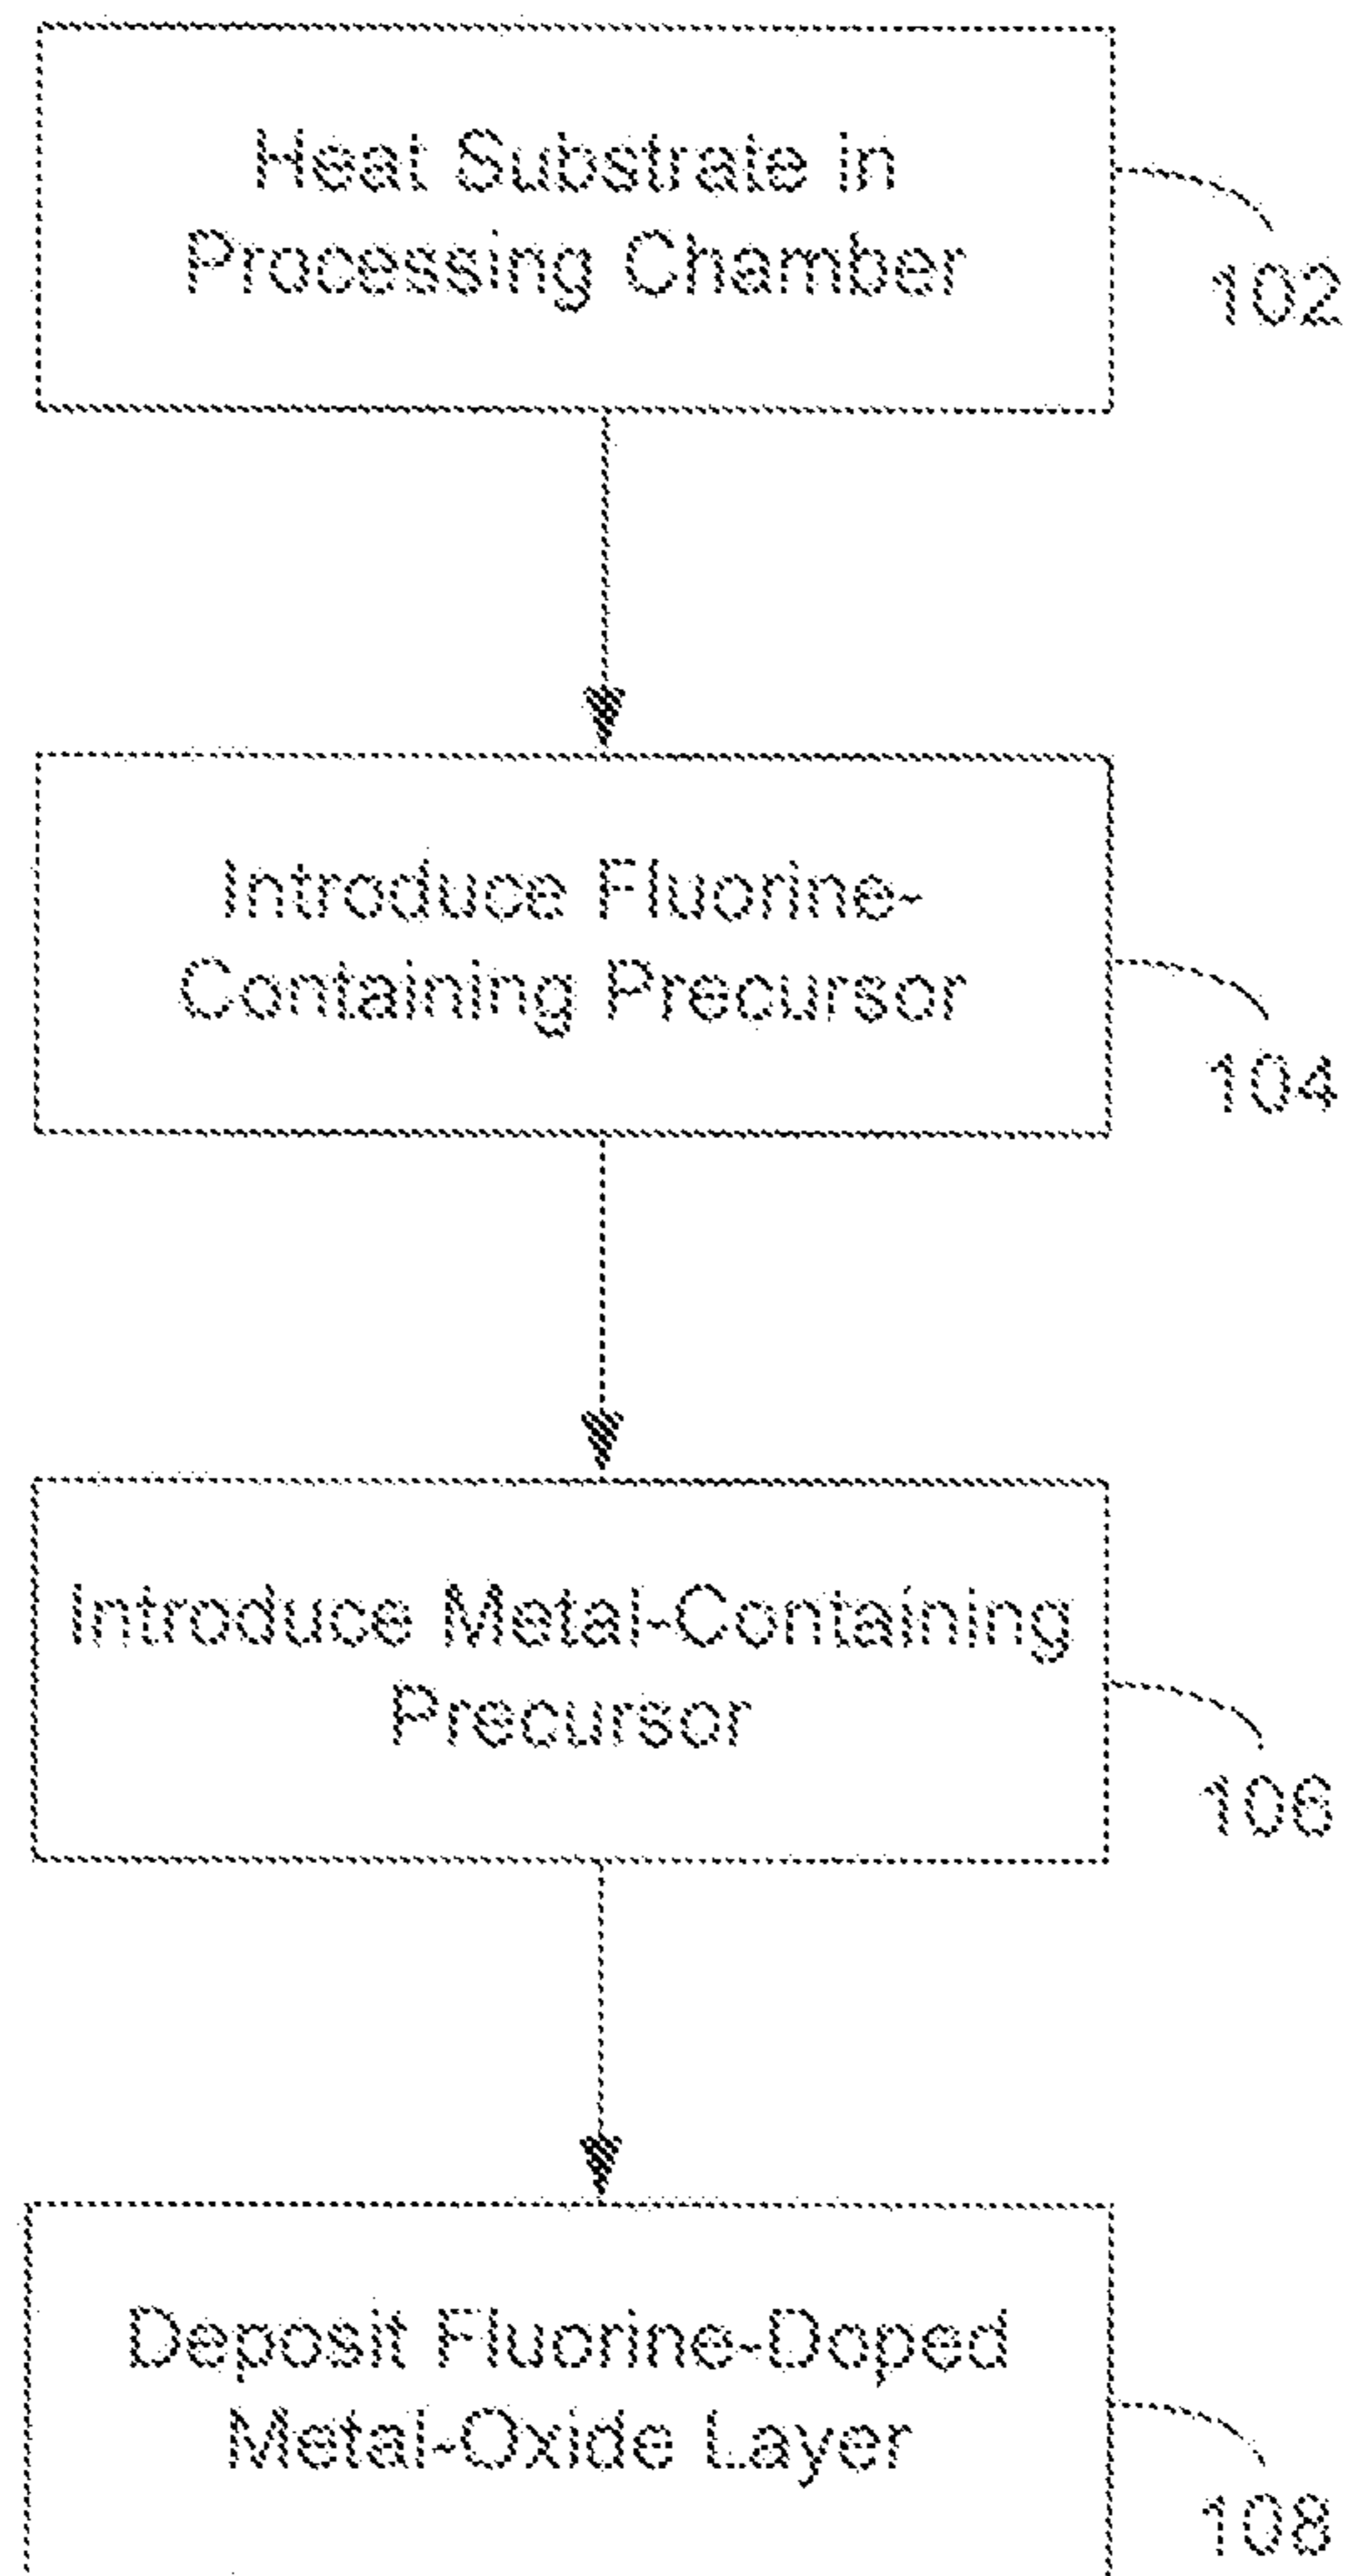 Heat Substrate in
Processing Chamber
102
Introduce Fluorine-
Containing Precursor
104
Introduce Metal-Containing
Precursor
106
Deposit Fluorine-Doped
Metal-Oxide Layer
108